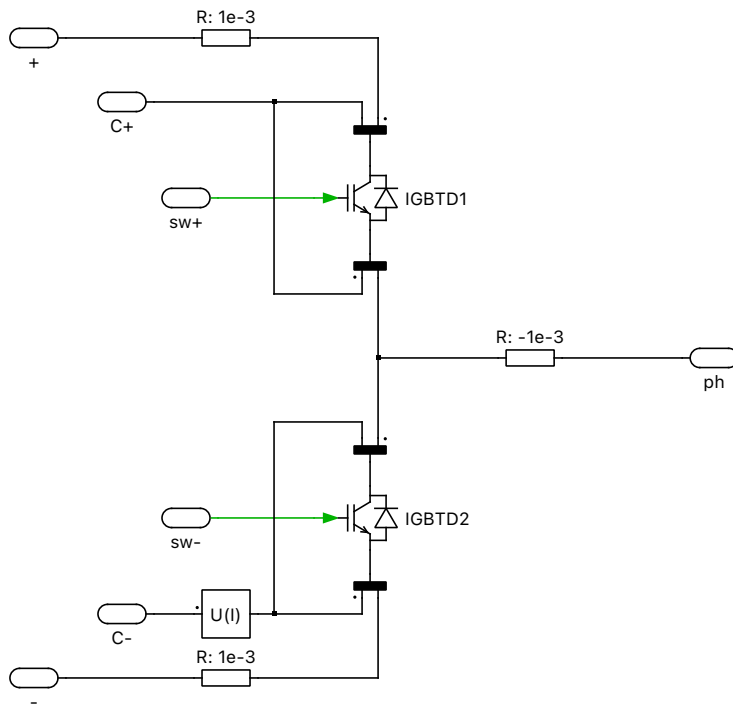 R: 1e-3
+
C+
sw+
IGBTD1
R: -1e-3
ph
sw-
IGBTD2
C-
U(I)
R: 1e-3
-